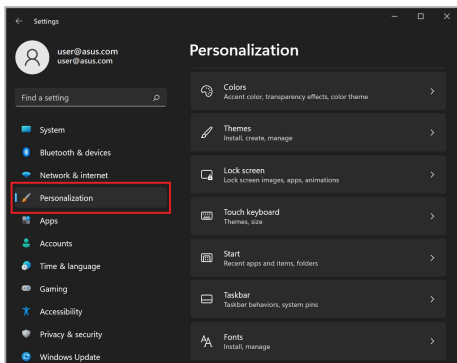 Settings
user@asus.com
user@asus.com
Find a setting
System
Bluetooth & devices
Network & internet
Personalization
Apps
Accounts
Time & language
Gaming
Accessibility
Privacy & security
Windows Update
Personalization
Colors
Accent color, transparency effects, color theme
Themes
Install, create, manage
Lock screen
Lock screen images, apps, animations
Touch keyboard
Themes, size
Start
Recent apps and items, folders
Taskbar
Taskbar behaviors, system pins
Fonts
Install, manage